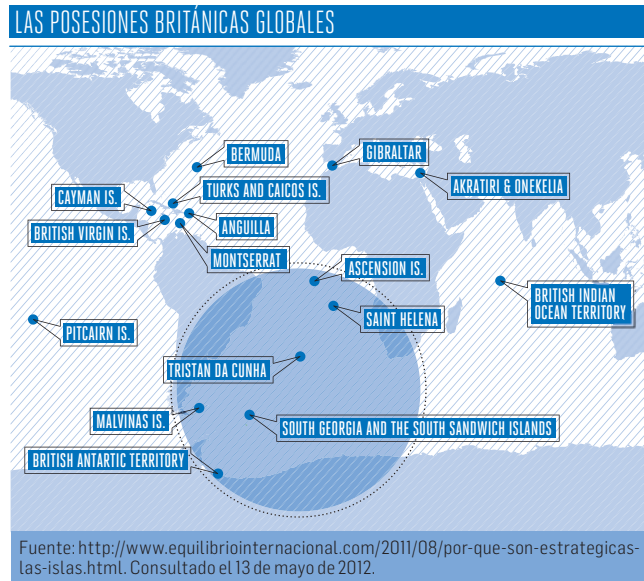 LAS POSESIONES BRITÁNICAS GLOBALES
BERMUDA
GIBRALTAR
CAYMAN IS.
TURKS AND CAICOS IS.
AKRATIRI & ONEKELIA
BRITISH VIRGIN IS.
ANGUILLA
MONTSERRAT
ASCENSION IS.
BRITISH INDIAN
OCEAN TERRITORY
PITCAIRN IS.
SAINT HELENA
TRISTAN DA CUNHA
MALVINAS IS.
SOUTH GEORGIA AND THE SOUTH SANDWICH ISLANDS
BRITISH ANTARTIC TERRITORY
Fuente: http://www.equilibriointernacional.com/2011/08/por-que-son-estrategicas-
las-islas.html. Consultado el 13 de mayo de 2012.